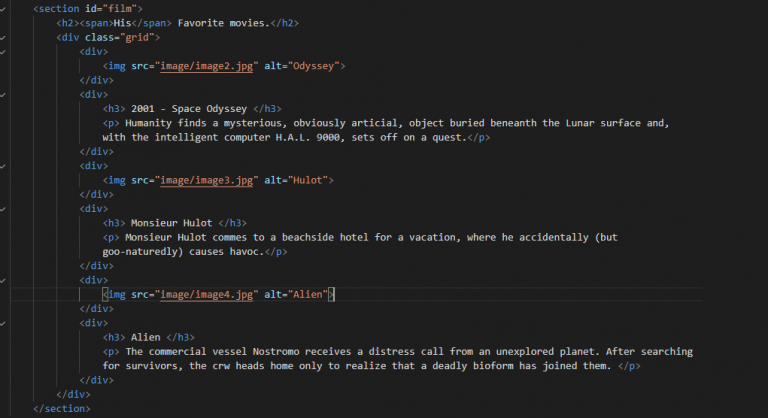 <section id="film">
<h2><span>His</span> Favorite movies.</h2>
<div class="grid">
<div>
<img src="image/image2.jpg" alt="Odyssey">
</div>
<div>
<h3> 2001 - Space Odyssey </h3>
<p> Humanity finds a mysterious, obviously articial, object buried beneanth the Lunar surface and,
with the intelligent computer H.A.L. 9000, sets off on a quest.</p>
</div>
<div>
<img src="image/image3.jpg" alt="Hulot">
</div>
<div>
<h3> Monsieur Hulot </h3>
<p> Monsieur Hulot commes to a beachside hotel for a vacation, where he accidentally (but
goo-naturedly) causes havoc.</p>
</div>
<div>
<img src="image/image4.jpg" alt="Alien">
</div>
<div>
<h3> Alien </h3>
<p> The commercial vessel Nostromo receives a distress call from an unexplored planet. After searching
for survivors, the crw heads home only to realize that a deadly bioform has joined them. </p>
</div>
</div>
</section>